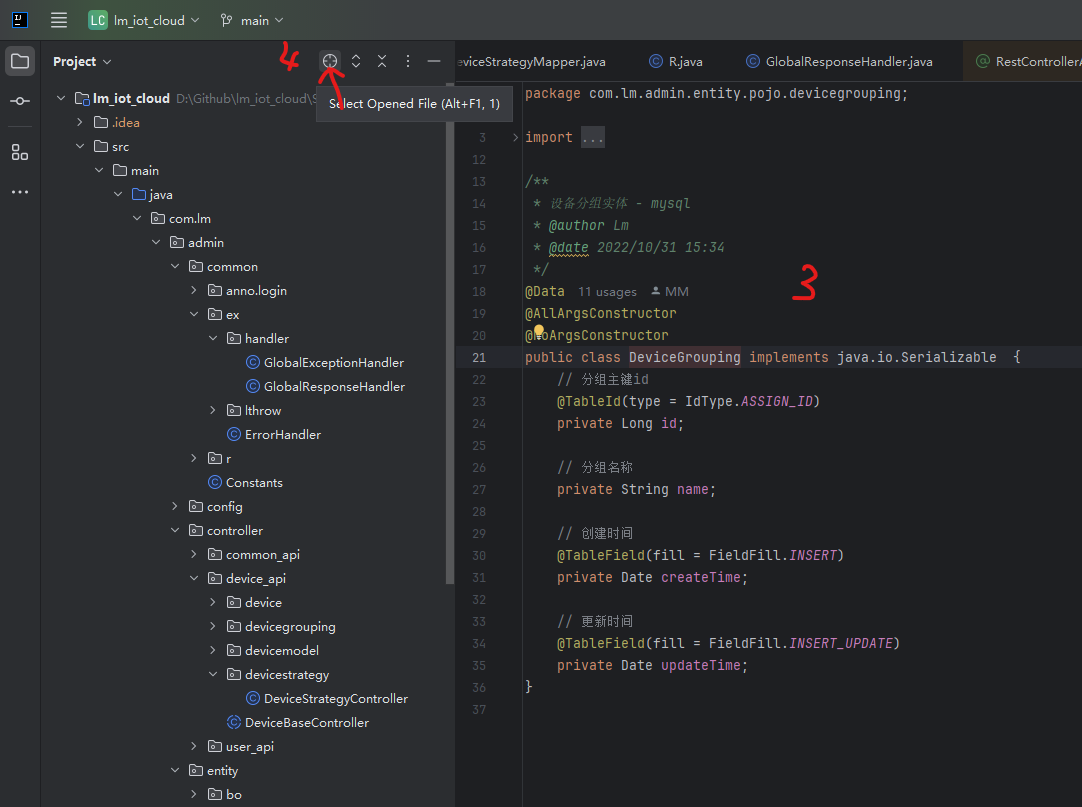 LC lm_iot_cloud main
Project
4
Select Opened File (Alt+F1, 1)
lm_iot_cloud D:\Github\lm_iot_cloud\S
.idea
src
main
java
com.lm
admin
common
anno.login
ex
handler
GlobalExceptionHandler
GlobalResponseHandler
lthrow
ErrorHandler
r
Constants
config
controller
common_api
device_api
device
devicegrouping
devicemodel
devicestrategy
DeviceStrategyController
DeviceBaseController
user_api
entity
bo
eviceStrategyMapper.java R.java GlobalResponseHandler.java RestControllerA
package com.lm.admin.entity.pojo.devicegrouping;
3 import ...
12
13 /**
14 * 设备分组实体 - mysql
15 * @author Lm
16 * @date 2022/10/31 15:34
17 */
18 @Data 11 usages MM
3
19 @AllArgsConstructor
20 @NoArgsConstructor
21 public class DeviceGrouping implements java.io.Serializable {
22 // 分组主键id
23 @TableId(type = IdType.ASSIGN_ID)
24 private Long id;
25
26 // 分组名称
27 private String name;
28
29 // 创建时间
30 @TableField(fill = FieldFill.INSERT)
31 private Date createTime;
32
33 // 更新时间
34 @TableField(fill = FieldFill.INSERT_UPDATE)
35 private Date updateTime;
36 }
37